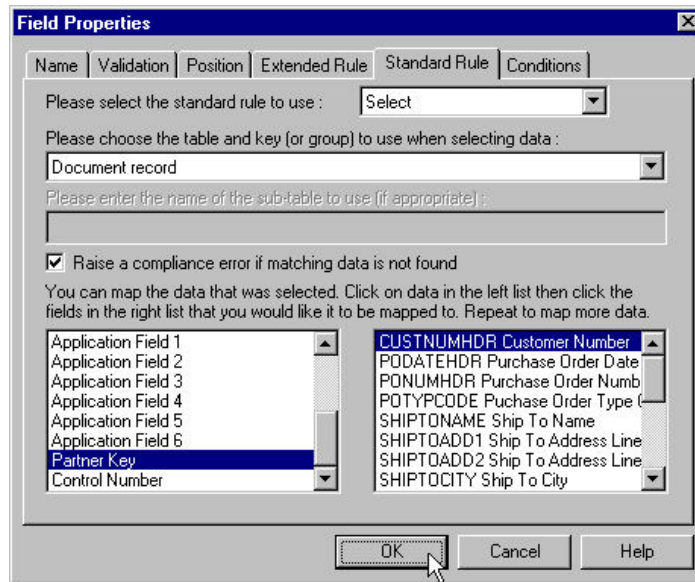 Field Properties
Name Validation Position Extended Rule Standard Rule Conditions
Please select the standard rule to use : Select
Please choose the table and key (or group) to use when selecting data :
Document record
Please enter the name of the sub-table to use (if appropriate) :
Raise a compliance error if matching data is not found
You can map the data that was selected. Click on data in the left list then click the
fields in the right list that you would like it to be mapped to. Repeat to map more data.
Application Field 1
Application Field 2
Application Field 3
Application Field 4
Application Field 5
Application Field 6
Partner Key
Control Number
CUSTNUMHDR Customer Number
PODATEHDR Purchase Order Date
PONUMHDR Purchase Order Numb
POTYPCODE Puchase Order Type
SHIPTONAME Ship To Name
SHIPTOADD1 Ship To Address Line
SHIPTOADD2 Ship To Address Line
SHIPTOCITY Ship To City
OK Cancel Help